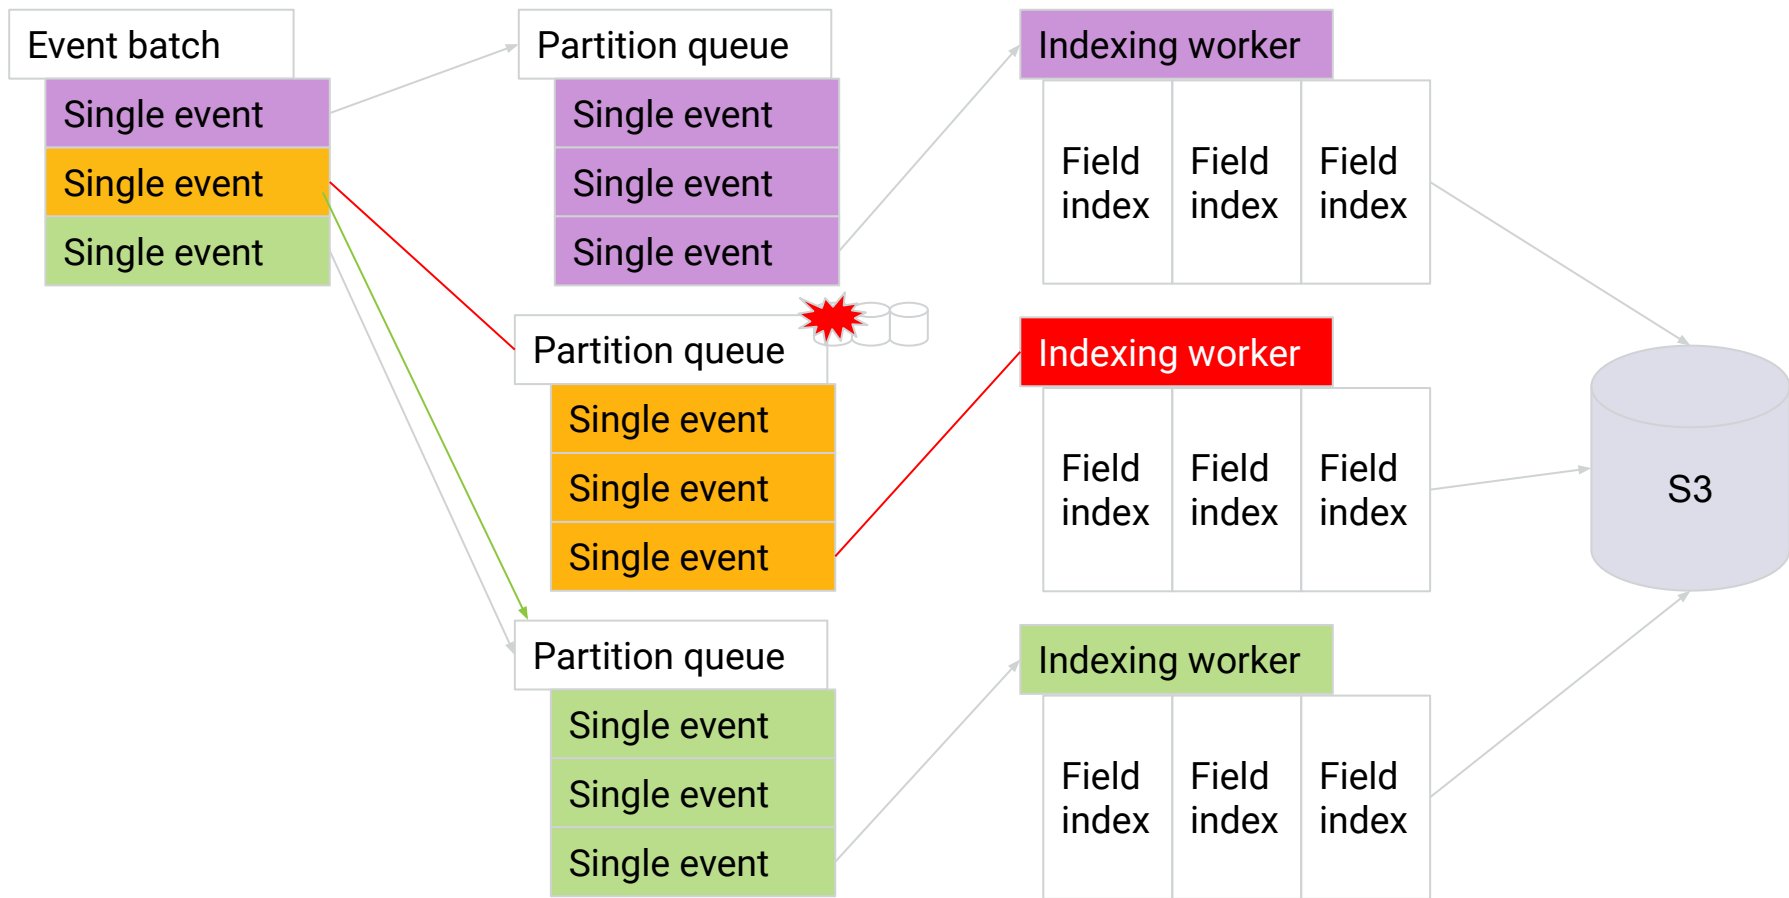 Event batch
Single event
Single event
Single event
Partition queue
Single event
Single event
Single event
Indexing worker
Field
index
Field
index
Field
index
Partition queue
Single event
Single event
Single event
Indexing worker
Field
index
Field
index
Field
index
S3
Partition queue
Single event
Single event
Single event
Indexing worker
Field
index
Field
index
Field
index